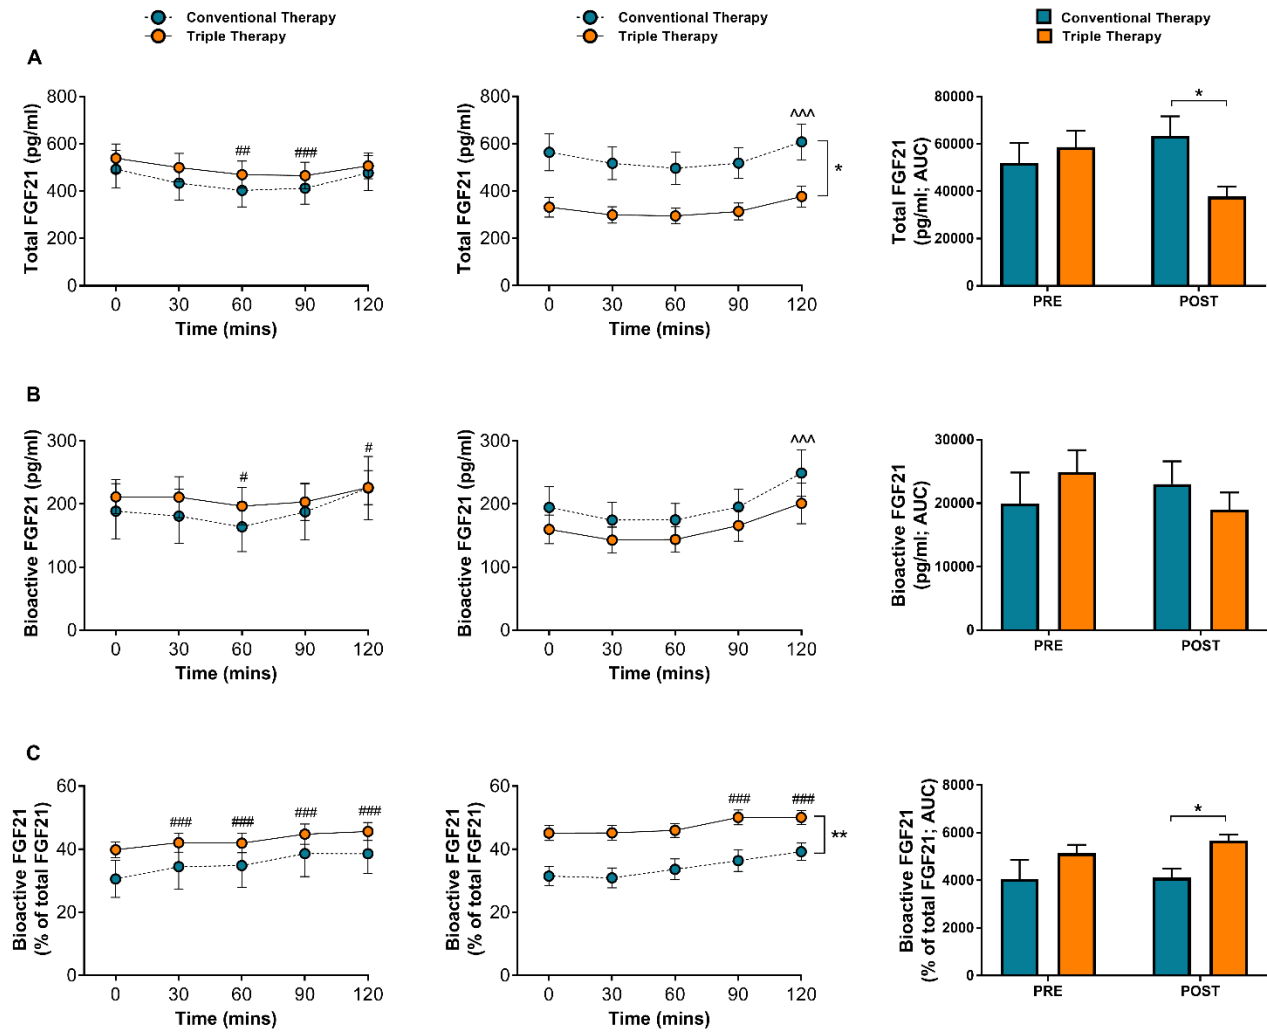 Conventional Therapy
Triple Therapy
Conventional Therapy
Triple Therapy
Conventional Therapy
Triple Therapy
A
Total FGF21 (pg/ml)
800
600
400
200
0
## ###
0 30 60 90 120
Time (mins)
Total FGF21 (pg/ml)
800
600
400
200
0
^^^
*
0 30 60 90 120
Time (mins)
Total FGF21
(pg/ml; AUC)
80000
60000
40000
20000
0
*
PRE POST
B
Bioactive FGF21 (pg/ml)
300
200
100
0
# #
0 30 60 90 120
Time (mins)
Bioactive FGF21 (pg/ml)
300
200
100
0
^^^
0 30 60 90 120
Time (mins)
Bioactive FGF21
(pg/ml; AUC)
30000
20000
10000
0
PRE POST
C
Bioactive FGF21
(% of total FGF21)
60
40
20
0
### ### ### ###
0 30 60 90 120
Time (mins)
Bioactive FGF21
(% of total FGF21)
60
40
20
0
### ###
**
0 30 60 90 120
Time (mins)
Bioactive FGF21
(% of total FGF21; AUC)
8000
6000
4000
2000
0
*
PRE POST